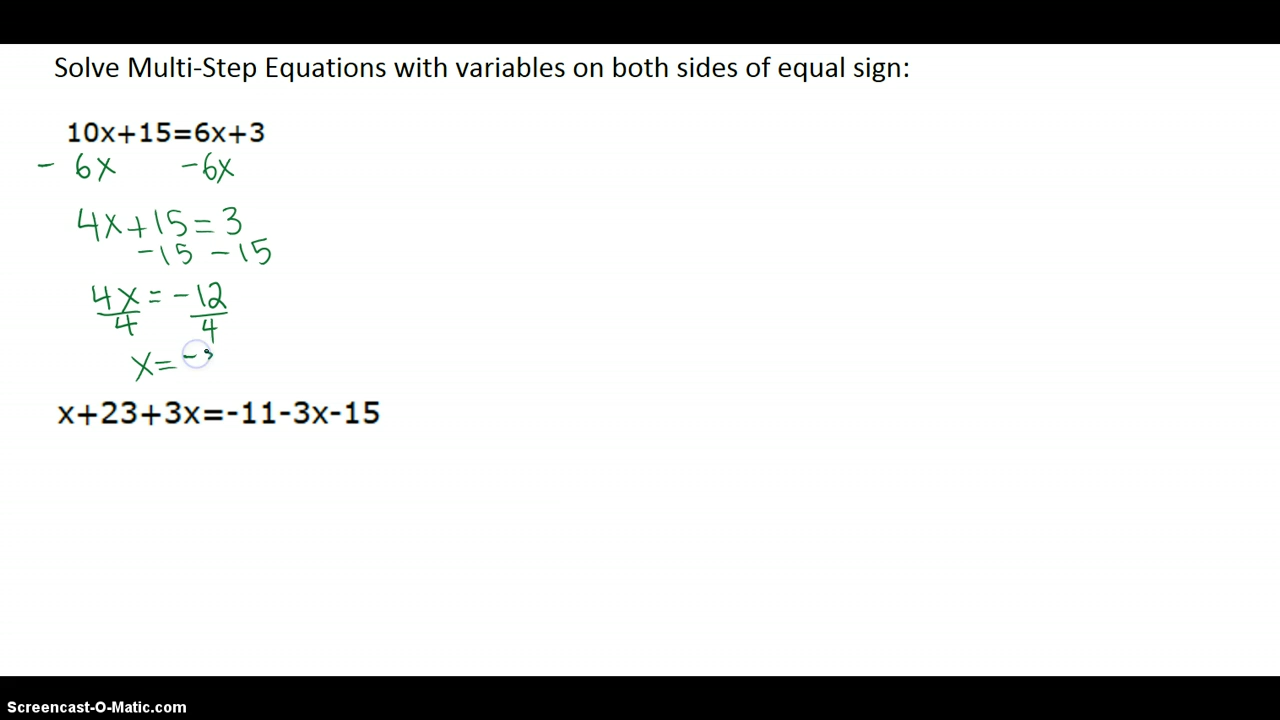 Solve Multi-Step Equations with variables on both sides of equal sign:
10x+15=6x+3
- 6x -6x
4x+15=3
-15 -15
4x = -12
4 4
x= -
x+23+3x=-11-3x-15
Screencast-O-Matic.com